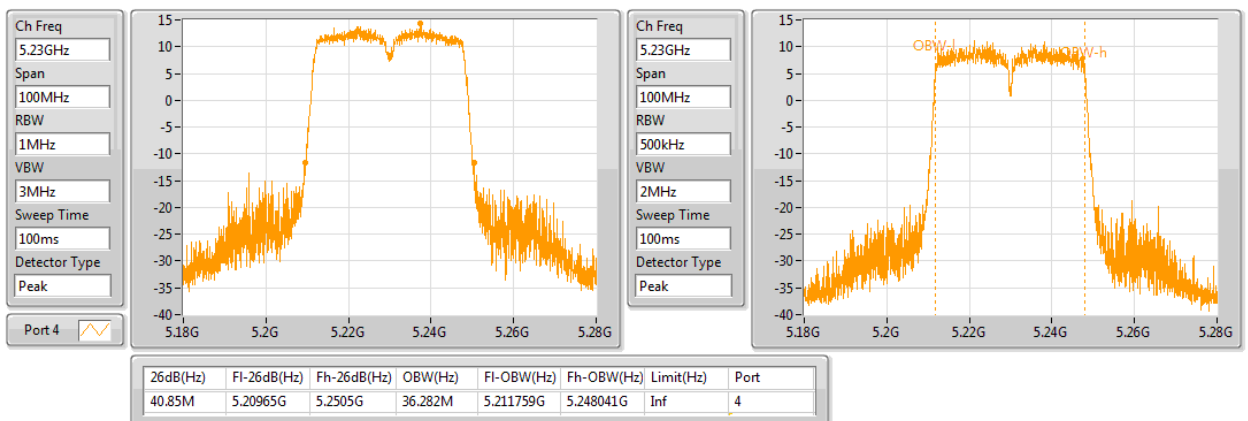 Ch Freq
5.23GHz
Span
100MHz
RBW
1MHz
VBW
3MHz
Sweep Time
100ms
Detector Type
Peak
Port 4
15
10
5
0
-5
-10
-15
-20
-25
-30
-35
-40
5.18G 5.2G 5.22G 5.24G 5.26G 5.28G
Ch Freq
5.23GHz
Span
100MHz
RBW
500kHz
VBW
2MHz
Sweep Time
100ms
Detector Type
Peak
15
10
5
0
-5
-10
-15
-20
-25
-30
-35
-40
OBW-h
5.18G 5.2G 5.22G 5.24G 5.26G 5.28G
26dB(Hz) Fl-26dB(Hz) Fh-26dB(Hz) OBW(Hz) Fl-OBW(Hz) Fh-OBW(Hz) Limit(Hz) Port
40.85M 5.20965G 5.2505G 36.282M 5.211759G 5.248041G Inf 4